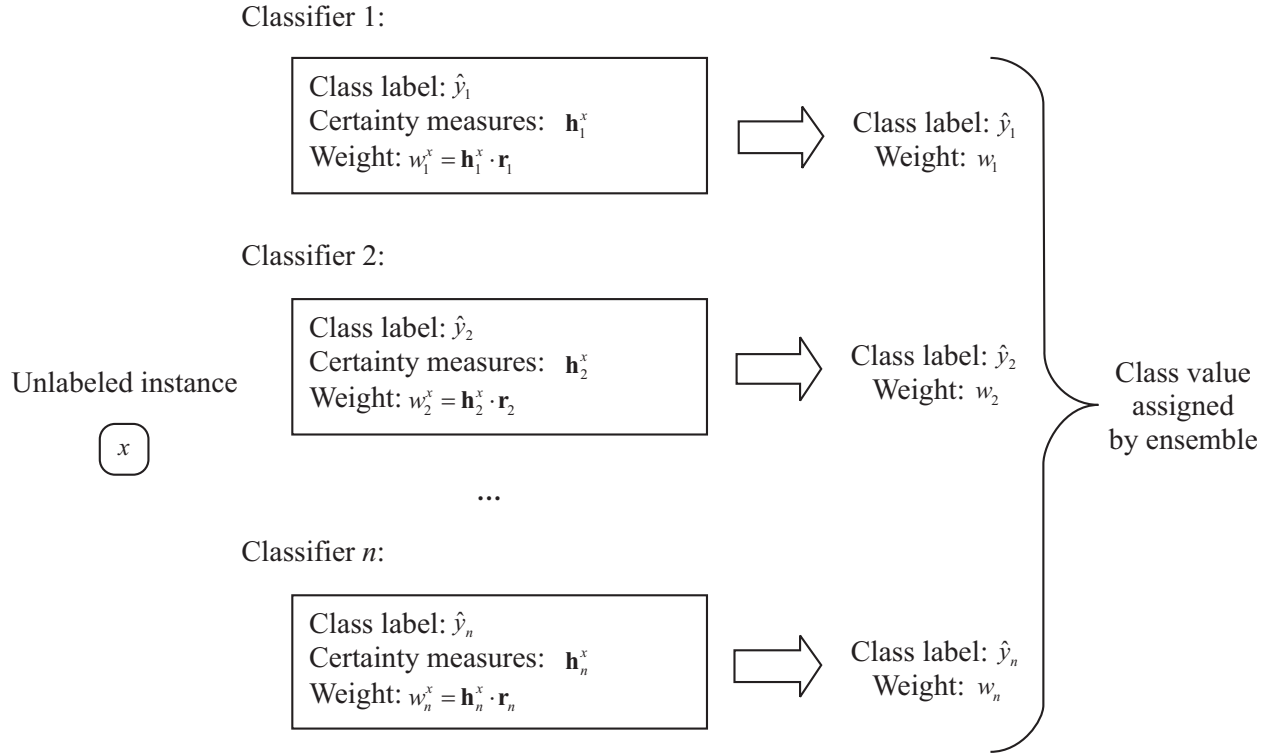 Classifier 1:
Class label: ŷ₁
Certainty measures: 𝐡₁ˣ
Weight: w₁ˣ = 𝐡₁ˣ · 𝐫₁
Class label: ŷ₁
Weight: w₁
Classifier 2:
Class label: ŷ₂
Certainty measures: 𝐡₂ˣ
Weight: w₂ˣ = 𝐡₂ˣ · 𝐫₂
Class label: ŷ₂
Weight: w₂
Unlabeled instance
x
...
Classifier n:
Class label: ŷₙ
Certainty measures: 𝐡ₙˣ
Weight: wₙˣ = 𝐡ₙˣ · 𝐫ₙ
Class label: ŷₙ
Weight: wₙ
Class value
assigned
by ensemble